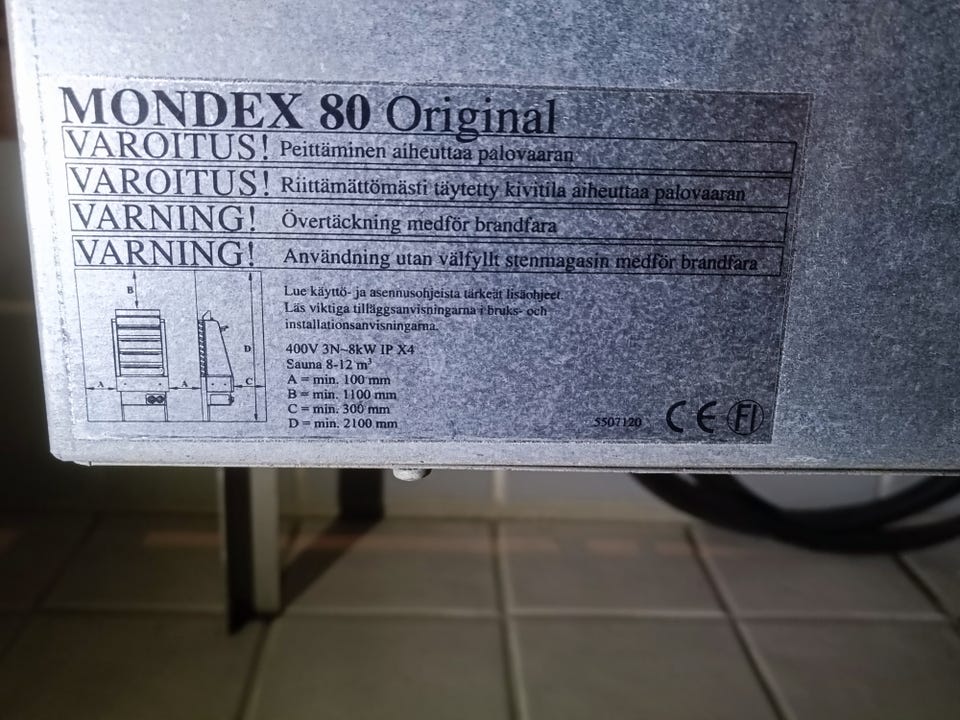 MONDEX 80 Original
VAROITUS! Peittäminen aiheuttaa palovaaran
VAROITUS! Riittämättömästi täytetty kivitila aiheuttaa palovaaran
VARNING! Övertäckning medför brandfara
VARNING! Användning utan välfyllt stenmagasin medför brandfara
Lue käyttö- ja asennusohjeista tärkeät lisäohjeet.
Läs viktiga tilläggsanvisningarna i bruks- och
installationsanvisningarna.
400V 3N~8kW IP X4
Sauna 8-12 m³
A = min. 100 mm
B = min. 1100 mm
C = min. 300 mm
D = min. 2100 mm
5507120 CE FI
B
D
A A C